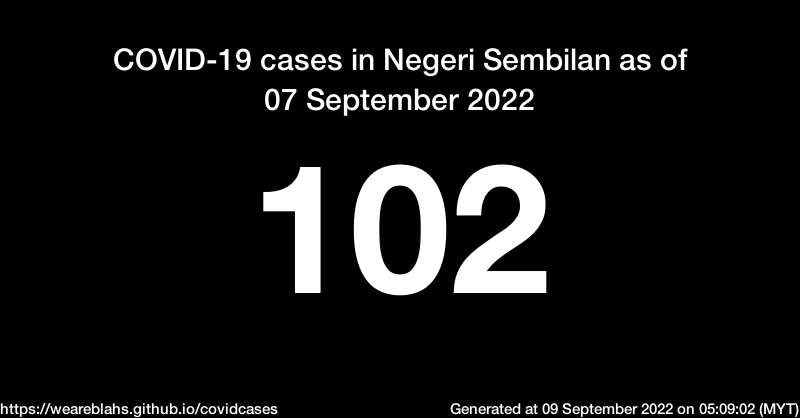 COVID-19 cases in Negeri Sembilan as of
07 September 2022
102
https://weareblahs.github.io/covidcases
Generated at 09 September 2022 on 05:09:02 (MYT)